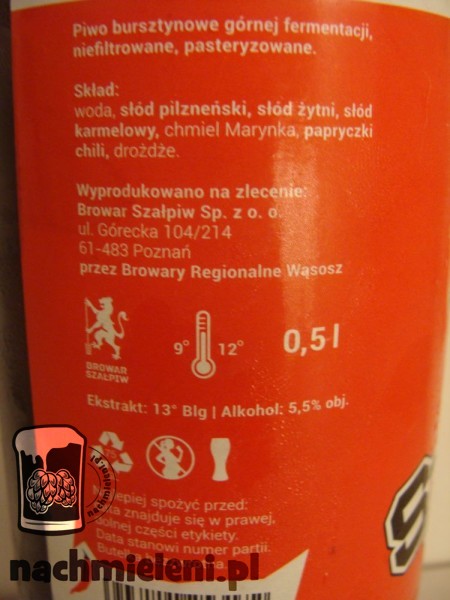 Piwo bursztynowe górnej fermentacji,
niefiltrowane, pasteryzowane.
Skład:
woda, słód pilzneński, słód żytni, słód
karmelowy, chmiel Marynka, papryczki
chili, drożdże.
Wyprodukowano na zlecenie:
Browar Szałpiw Sp. z o. o.
ul. Górecka 104/214
61-483 Poznań
przez Browary Regionalne Wąsosz
BROWAR
SZAŁPIW
9° 12°
0,5 l
Ekstrakt: 13° Blg | Alkohol: 5,5% obj.
nachmieleni.pl
Najlepiej spożyć przed:
znajduje się w prawej,
dolnej części etykiety.
Data stanowi numer partii.
nachmieleni.pl